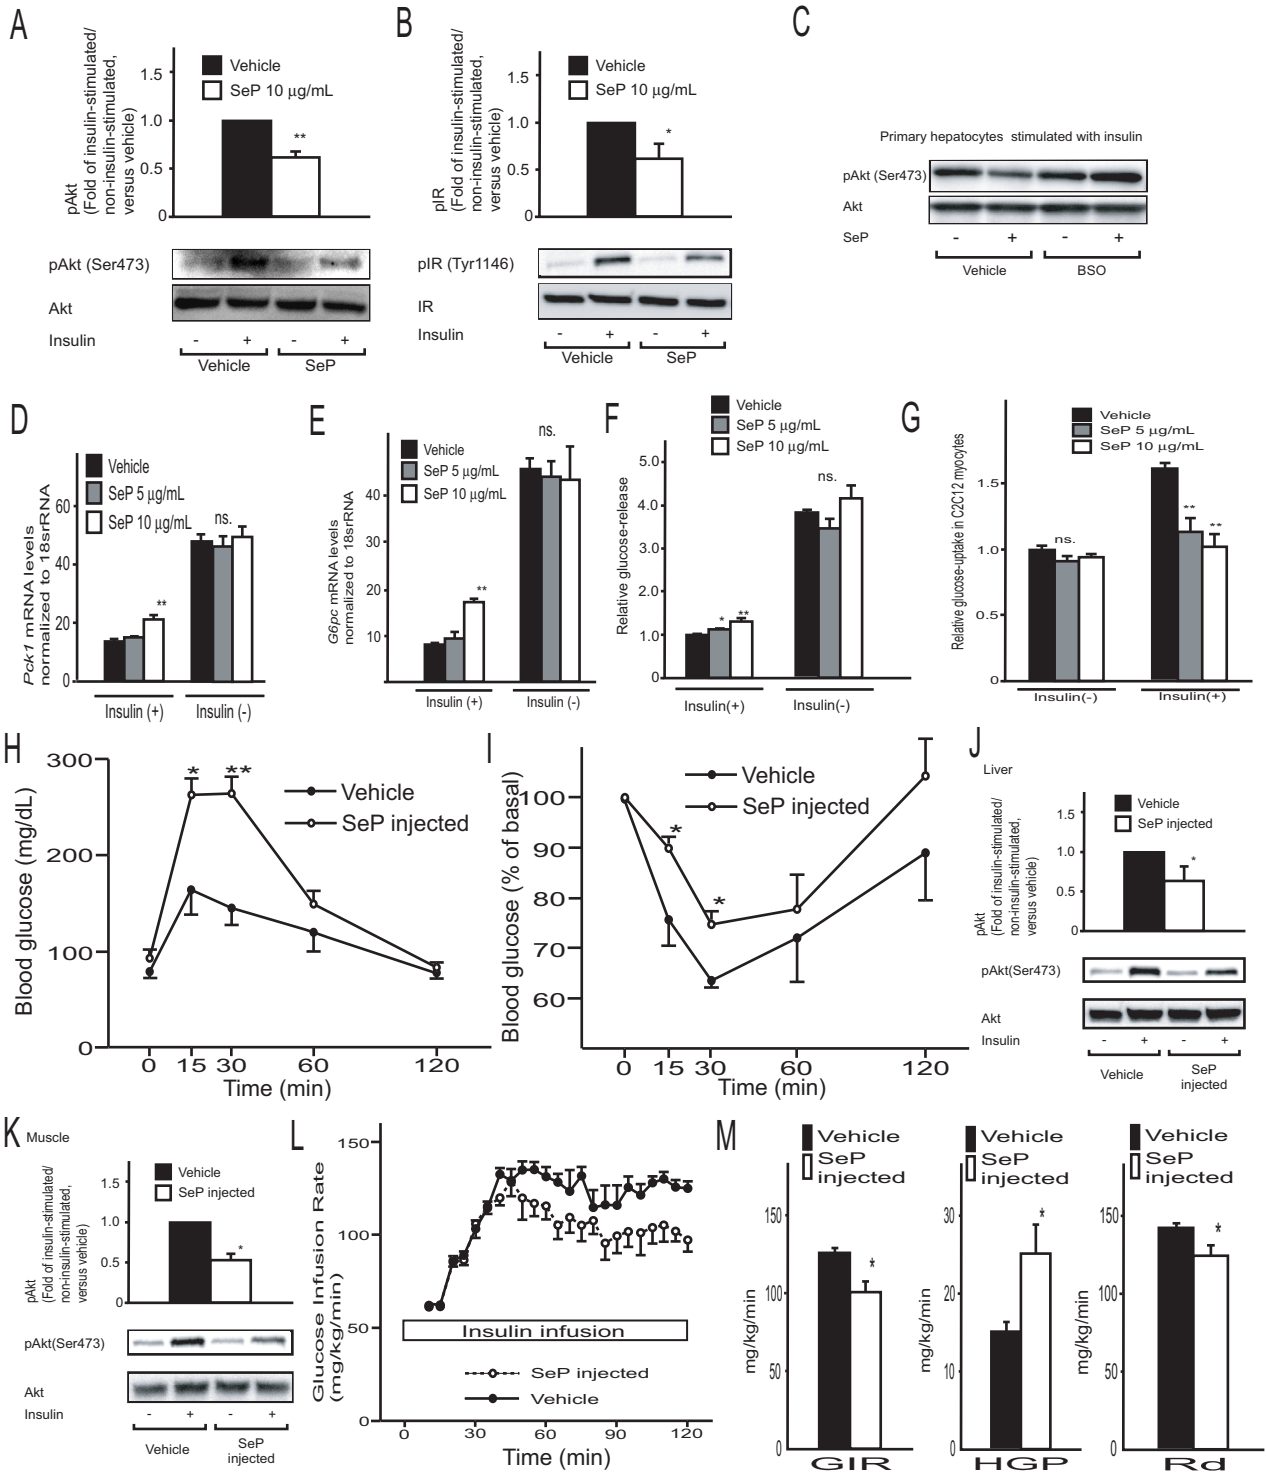 A
pAkt
(Fold of insulin-stimulated/
non-insulin-stimulated,
versus vehicle)
1.5
1.0
0.5
0
Vehicle
SeP 10 μg/mL
**
pAkt (Ser473)
Akt
Insulin
- + - +
Vehicle SeP
B
pIR
(Fold of insulin-stimulated/
non-insulin-stimulated,
versus vehicle)
1.5
1.0
0.5
0
Vehicle
SeP 10 μg/mL
*
pIR (Tyr1146)
IR
Insulin
- + - +
Vehicle SeP
C
Primary hepatocytes stimulated with insulin
pAkt (Ser473)
Akt
SeP - + - +
Vehicle BSO
D
Pck1 mRNA levels
normalized to 18srRNA
60
40
20
0
Vehicle
SeP 5 μg/mL
SeP 10 μg/mL
**
ns.
Insulin (+) Insulin (-)
E
G6pc mRNA levels
normalized to 18srRNA
40
30
20
10
Vehicle
SeP 5 μg/mL
SeP 10 μg/mL
**
ns.
Insulin (+) Insulin (-)
F
Relative glucose-release
5.0
4.0
3.0
2.0
1.0
0
Vehicle
SeP 5 μg/mL
SeP 10 μg/mL
* **
ns.
Insulin(+) Insulin(-)
G
Relative glucose-uptake in C2C12 myocytes
1.5
1.0
0.5
0
Vehicle
SeP 5 μg/mL
SeP 10 μg/mL
ns.
** **
Insulin(-) Insulin(+)
H
Blood glucose (mg/dL)
300
200
100
0
* **
Vehicle
SeP injected
0 15 30 60 120
Time (min)
I
Blood glucose (% of basal)
100
90
80
70
60
*
*
Vehicle
SeP injected
0 15 30 60 120
Time (min)
J
Liver
pAkt
(Fold of insulin-stimulated/
non-insulin-stimulated,
versus vehicle)
1.5
1.0
0.5
0
Vehicle
SeP injected
*
pAkt(Ser473)
Akt
Insulin - + - +
Vehicle SeP
injected
K
Muscle
pAkt
(Fold of insulin-stimulated/
non-insulin-stimulated,
versus vehicle)
1.5
1.0
0.5
0
Vehicle
SeP injected
*
pAkt(Ser473)
Akt
Insulin - + - +
Vehicle SeP
injected
L
Glucose Infusion Rate
(mg/kg/min)
150
100
50
0
Insulin infusion
SeP injected
Vehicle
0 30 60 90 120
Time (min)
M
Vehicle
SeP
injected
mg/kg/min
150
100
50
0
*
GIR
Vehicle
SeP
injected
mg/kg/min
30
20
10
0
*
HGP
Vehicle
SeP
injected
mg/kg/min
150
100
50
0
*
Rd